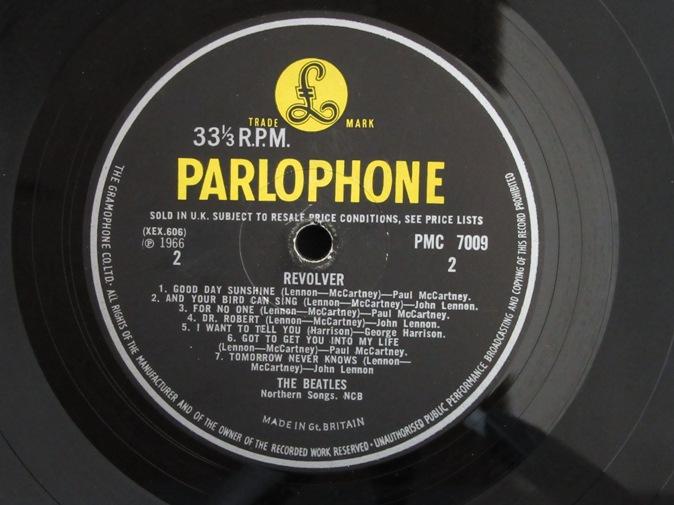 £
TRADE MARK
33⅓ R.P.M.
PARLOPHONE
SOLD IN U.K. SUBJECT TO RESALE PRICE CONDITIONS, SEE PRICE LISTS
(XEX.606)
℗ 1966
2
PMC 7009
2
REVOLVER
1. GOOD DAY SUNSHINE (Lennon—McCartney)—Paul McCartney.
2. AND YOUR BIRD CAN SING (Lennon—McCartney)—John Lennon.
3. FOR NO ONE (Lennon—McCartney)—Paul McCartney.
4. DR. ROBERT (Lennon—McCartney)—John Lennon.
5. I WANT TO TELL YOU (Harrison)—George Harrison.
6. GOT TO GET YOU INTO MY LIFE
(Lennon—McCartney)—Paul McCartney.
7. TOMORROW NEVER KNOWS (Lennon—
McCartney)—John Lennon
THE BEATLES
Northern Songs. NCB
MADE IN Gt. BRITAIN
THE GRAMOPHONE CO. LTD. · ALL RIGHTS OF THE MANUFACTURER AND OF THE OWNER OF THE RECORDED WORK RESERVED · UNAUTHORISED PUBLIC PERFORMANCE BROADCASTING AND COPYING OF THIS RECORD PROHIBITED